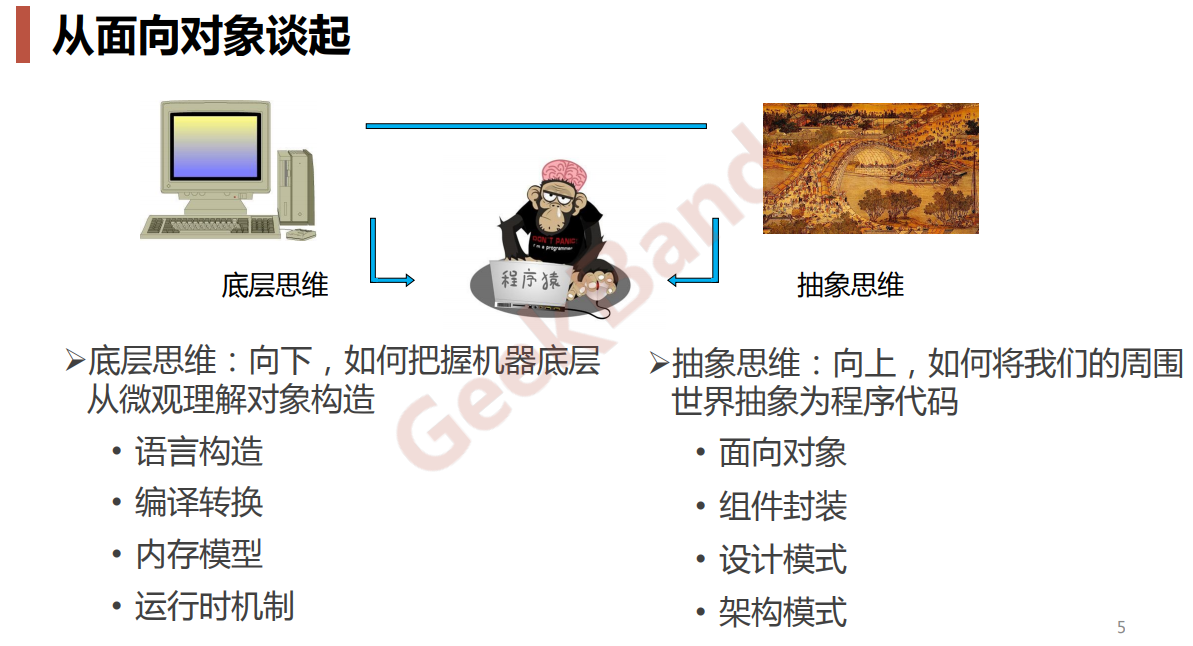 从面向对象谈起
DON'T PANIC!
I'm a programmer
程序猿
底层思维
抽象思维
GeekBand
➢底层思维：向下，如何把握机器底层
从微观理解对象构造
• 语言构造
• 编译转换
• 内存模型
• 运行时机制
➢抽象思维：向上，如何将我们的周围
世界抽象为程序代码
• 面向对象
• 组件封装
• 设计模式
• 架构模式
5